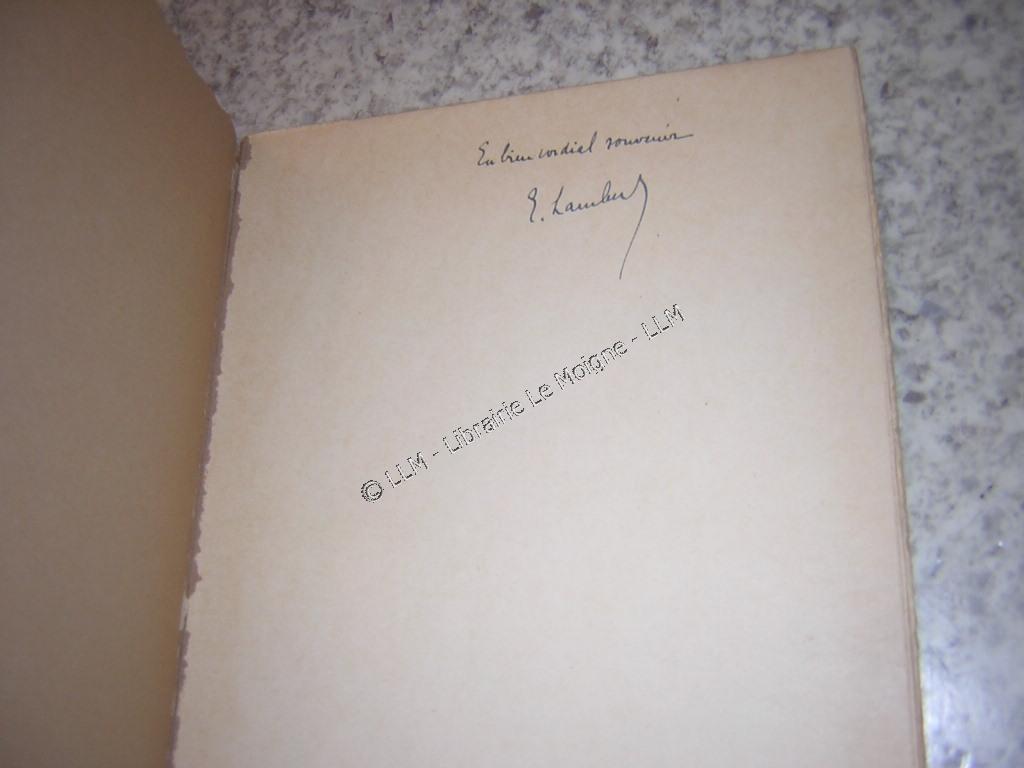 En bien cordial souvenir
E. Lambert
© LLM - Librairie Le Moigne - LLM